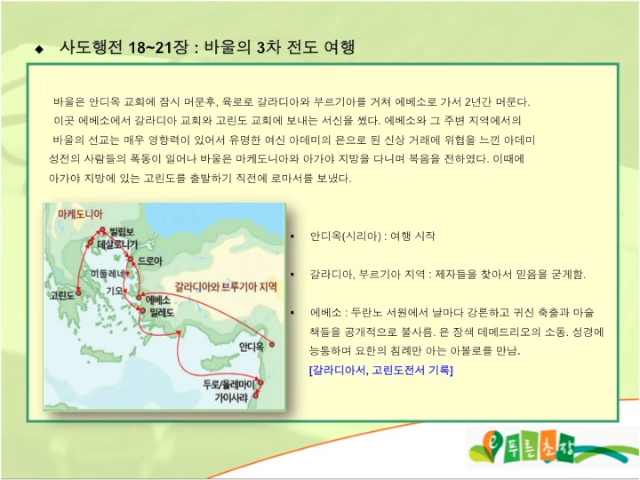 ◆ 사도행전 18~21장 : 바울의 3차 전도 여행
바울은 안디옥 교회에 잠시 머문후, 육로로 갈라디아와 부르기아를 거쳐 에베소로 가서 2년간 머문다.
이곳 에베소에서 갈라디아 교회와 고린도 교회에 보내는 서신을 썼다. 에베소와 그 주변 지역에서의
바울의 선교는 매우 영향력이 있어서 유명한 여신 아데미의 은으로 된 신상 거래에 위협을 느낀 아데미
성전의 사람들의 폭동이 일어나 바울은 마케도니아와 아가야 지방을 다니며 복음을 전하였다. 이때에
아가야 지방에 있는 고린도를 출발하기 직전에 로마서를 보냈다.
마케도니아
빌립보
데살로니가
드로아
미둘레네
갈라디아와 브루기아 지역
기오
고린도
에베소
밀레도
안디옥
두로/돌레마이
가이사랴
▪ 안디옥(시리아) : 여행 시작
▪ 갈라디아, 부르기아 지역 : 제자들을 찾아서 믿음을 굳게함.
▪ 에베소 : 두란노 서원에서 날마다 강론하고 귀신 축출과 마술
책들을 공개적으로 불사름. 은 장색 데메드리오의 소동. 성경에
능통하며 요한의 침례만 아는 아볼로를 만남.
[갈라디아서, 고린도전서 기록]
e푸른초장